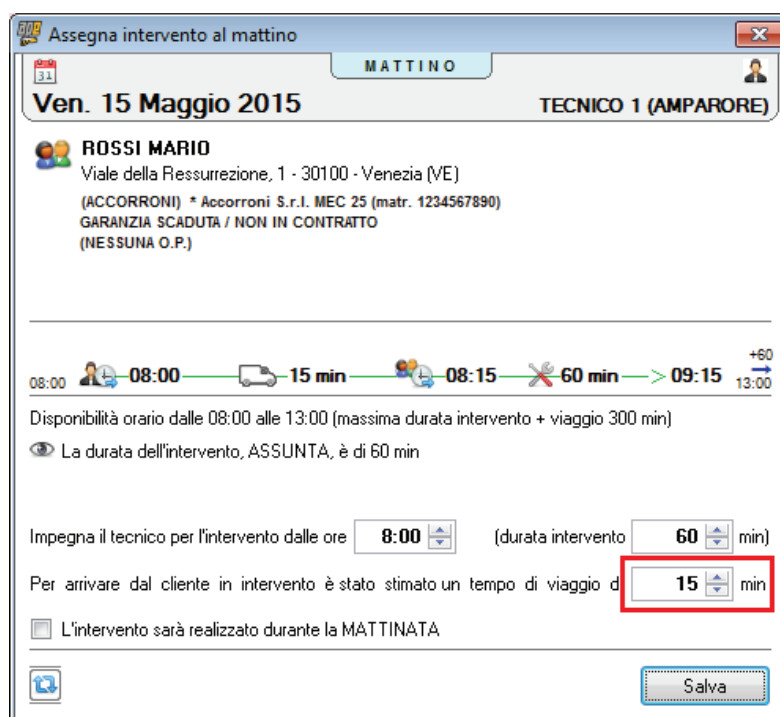 Assegna intervento al mattino
MATTINO
31
Ven. 15 Maggio 2015
TECNICO 1 (AMPARORE)
ROSSI MARIO
Viale della Ressurrezione, 1 - 30100 - Venezia (VE)
(ACCORRONI) * Accorroni S.r.l. MEC 25 (matr. 1234567890)
GARANZIA SCADUTA / NON IN CONTRATTO
(NESSUNA O.P.)
08:00 08:00 15 min 08:15 60 min > 09:15 +60 13:00
Disponibilità orario dalle 08:00 alle 13:00 (massima durata intervento + viaggio 300 min)
La durata dell'intervento, ASSUNTA, è di 60 min
Impegna il tecnico per l'intervento dalle ore 8:00 (durata intervento 60 min)
Per arrivare dal cliente in intervento è stato stimato un tempo di viaggio d 15 min
L'intervento sarà realizzato durante la MATTINATA
Salva